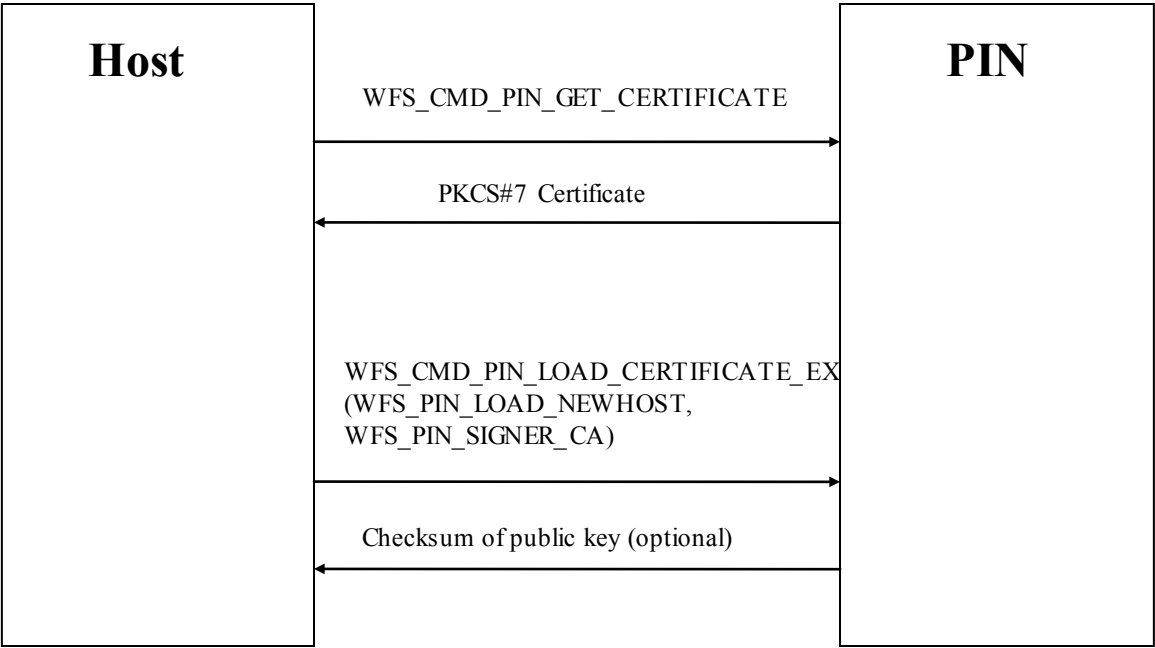 Host
PIN
WFS_CMD_PIN_GET_CERTIFICATE
PKCS#7 Certificate
WFS_CMD_PIN_LOAD_CERTIFICATE_EX
(WFS_PIN_LOAD_NEWHOST,
WFS_PIN_SIGNER_CA)
Checksum of public key (optional)